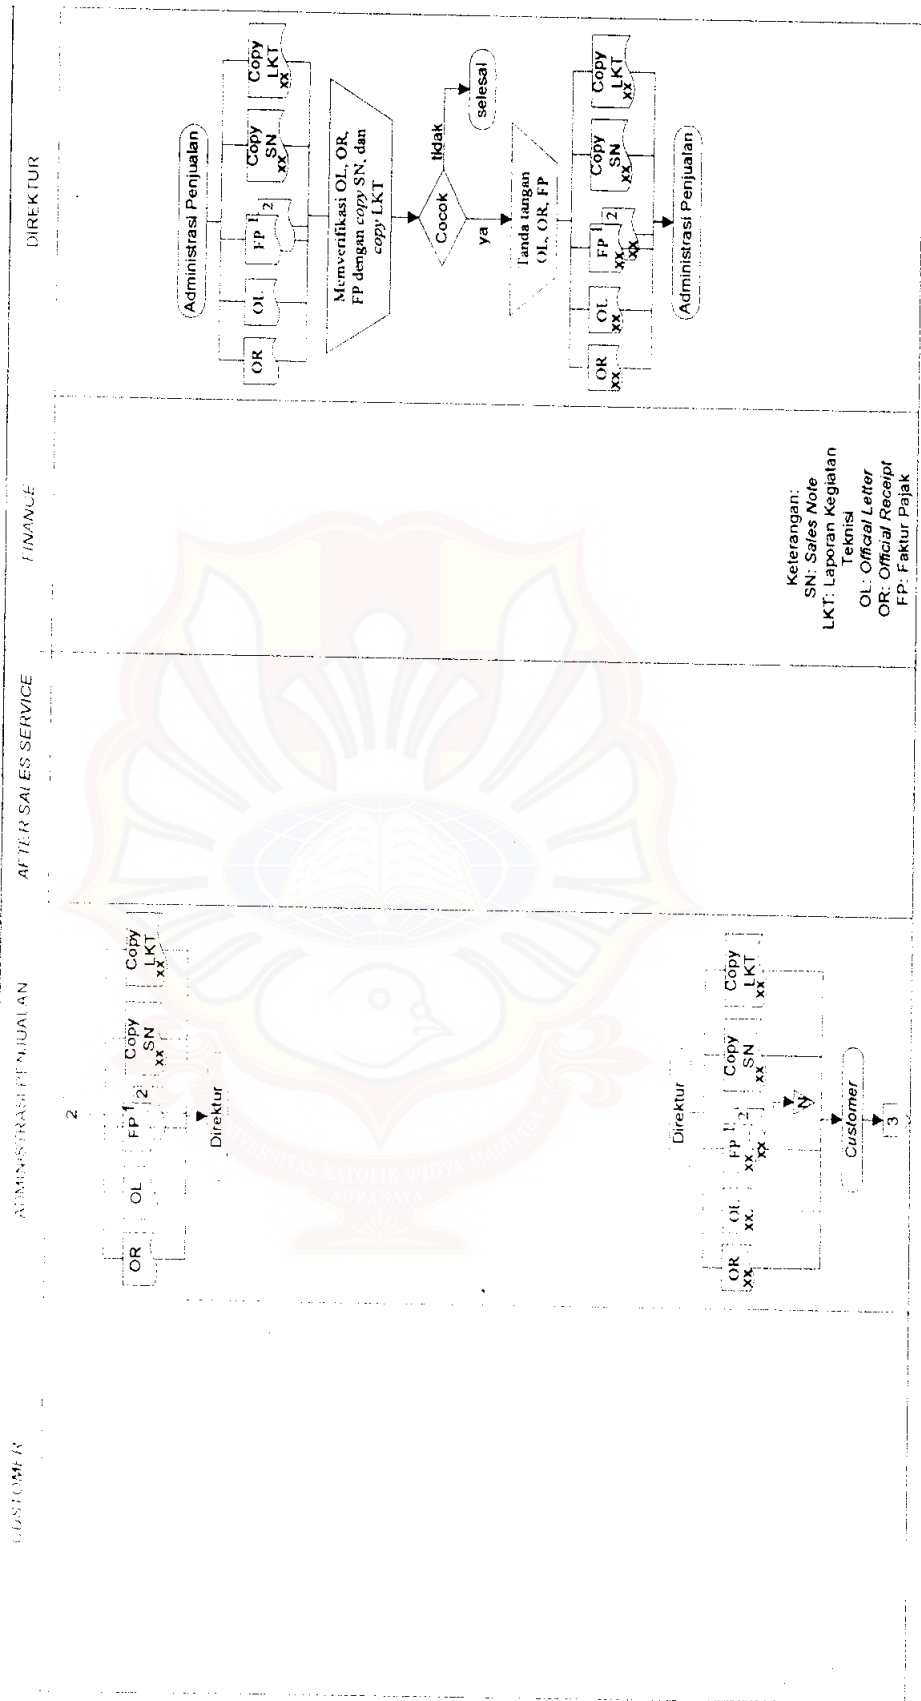 CUSTOMER
ADMINISTRASI PENJUALAN
AFTER SALES SERVICE
FINANCE
DIREKTUR
2
OR
OL
FP 1
2
Copy
SN
xx
Copy
LKT
xx
Direktur
Direktur
OR
xx
OL
xx
FP 1
xx
2
xx
Copy
SN
xx
Copy
LKT
xx
N
Customer
3
Keterangan:
SN: Sales Note
LKT: Laporan Kegiatan
Teknisi
OL: Official Letter
OR: Official Receipt
FP: Faktur Pajak
Administrasi Penjualan
OR
OL
FP 1
2
Copy
SN
xx
Copy
LKT
xx
Memverifikasi OL, OR,
FP dengan copy SN, dan
copy LKT
Cocok
tidak
selesai
ya
Tanda tangan
OL, OR, FP
OR
xx
OL
xx
FP 1
xx
2
xx
Copy
SN
xx
Copy
LKT
xx
Administrasi Penjualan
SURABAYA